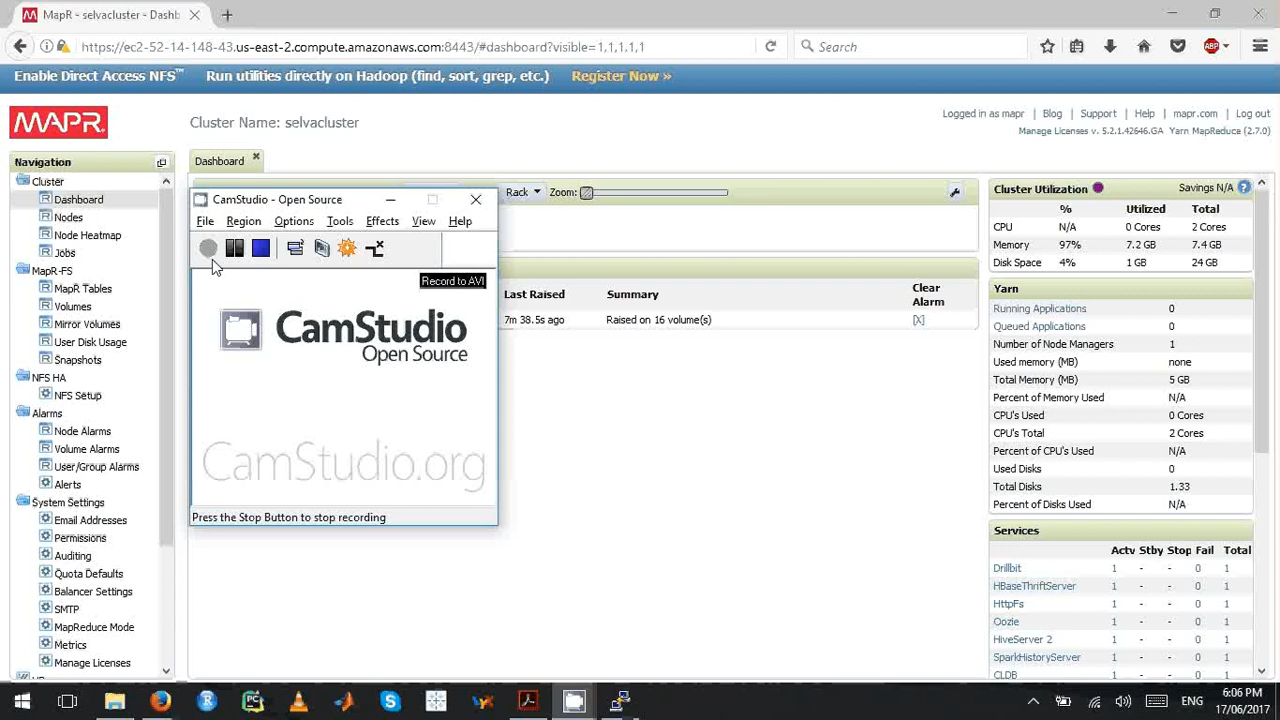 MapR - selvacluster - Dashb
https://ec2-52-14-148-43.us-east-2.compute.amazonaws.com:8443/#dashboard?visible=1,1,1,1,1
Search
ABP
Enable Direct Access NFS™ Run utilities directly on Hadoop (find, sort, grep, etc.) Register Now »
MAPR.
Cluster Name: selvacluster
Logged in as mapr | Blog | Support | Help | mapr.com | Log out
Manage Licenses v. 5.2.1.42646.GA Yarn MapReduce (2.7.0)
Navigation
Cluster
Dashboard
Nodes
Node Heatmap
Jobs
MapR-FS
MapR Tables
Volumes
Mirror Volumes
User Disk Usage
Snapshots
NFS HA
NFS Setup
Alarms
Node Alarms
Volume Alarms
User/Group Alarms
Alerts
System Settings
Email Addresses
Permissions
Auditing
Quota Defaults
Balancer Settings
SMTP
MapReduce Mode
Metrics
Manage Licenses
Dashboard
Rack Zoom:
CamStudio - Open Source
File Region Options Tools Effects View Help
Record to AVI
CamStudio
Open Source
CamStudio.org
Press the Stop Button to stop recording
Last Raised Summary Clear Alarm
7m 38.5s ago Raised on 16 volume(s) [X]
Cluster Utilization Savings N/A ?
% Utilized Total
CPU N/A 0 Cores 2 Cores
Memory 97% 7.2 GB 7.4 GB
Disk Space 4% 1 GB 24 GB
Yarn
Running Applications 0
Queued Applications 0
Number of Node Managers 1
Used memory (MB) none
Total Memory (MB) 5 GB
Percent of Memory Used N/A
CPU's Used 0 Cores
CPU's Total 2 Cores
Percent of CPU's Used N/A
Used Disks 0
Total Disks 1.33
Percent of Disks Used N/A
Services
Actv Stby Stop Fail Total
Drillbit 1 - - 0 1
HBaseThriftServer 1 - - 0 1
HttpFs 1 - - 0 1
Oozie 1 - - 0 1
HiveServer 2 1 - - 0 1
SparkHistoryServer 1 - - 0 1
CLDB 1 - - 0 1
ENG
6:06 PM
17/06/2017